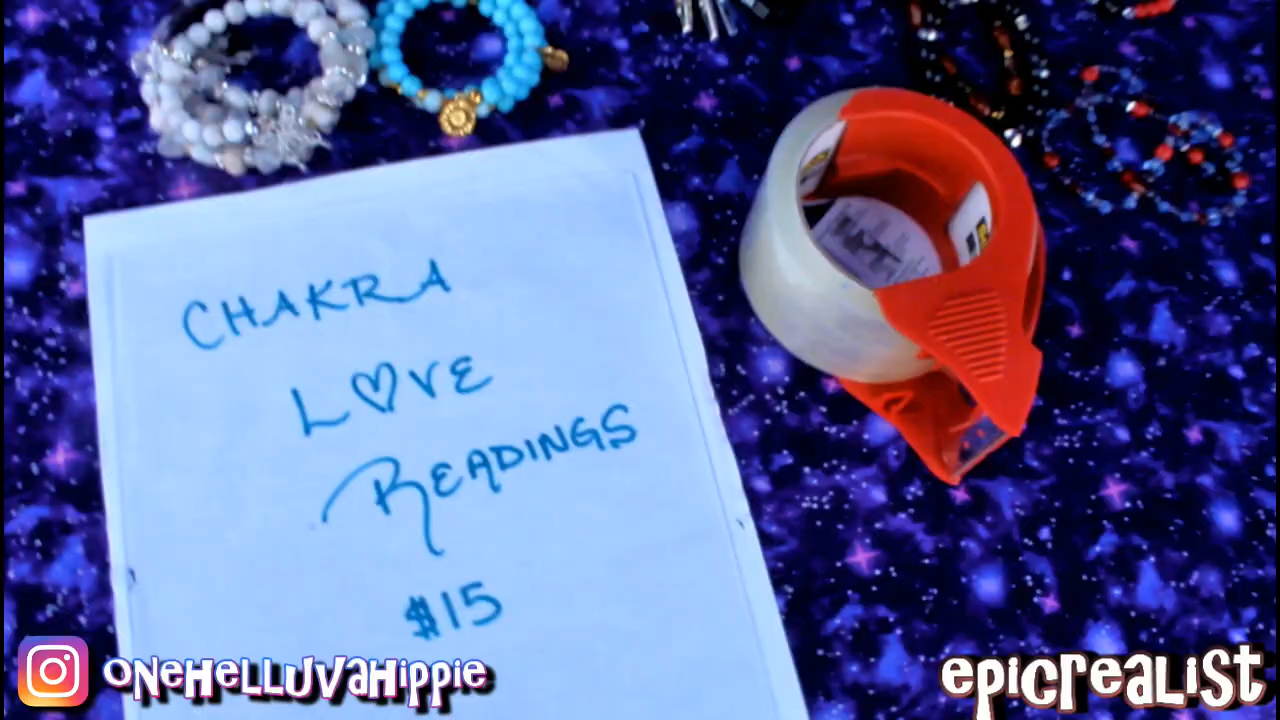 CHAKRA
LOVE
READINGS
$15
ONEHELLUVAHIPPIE
EPICREALIST